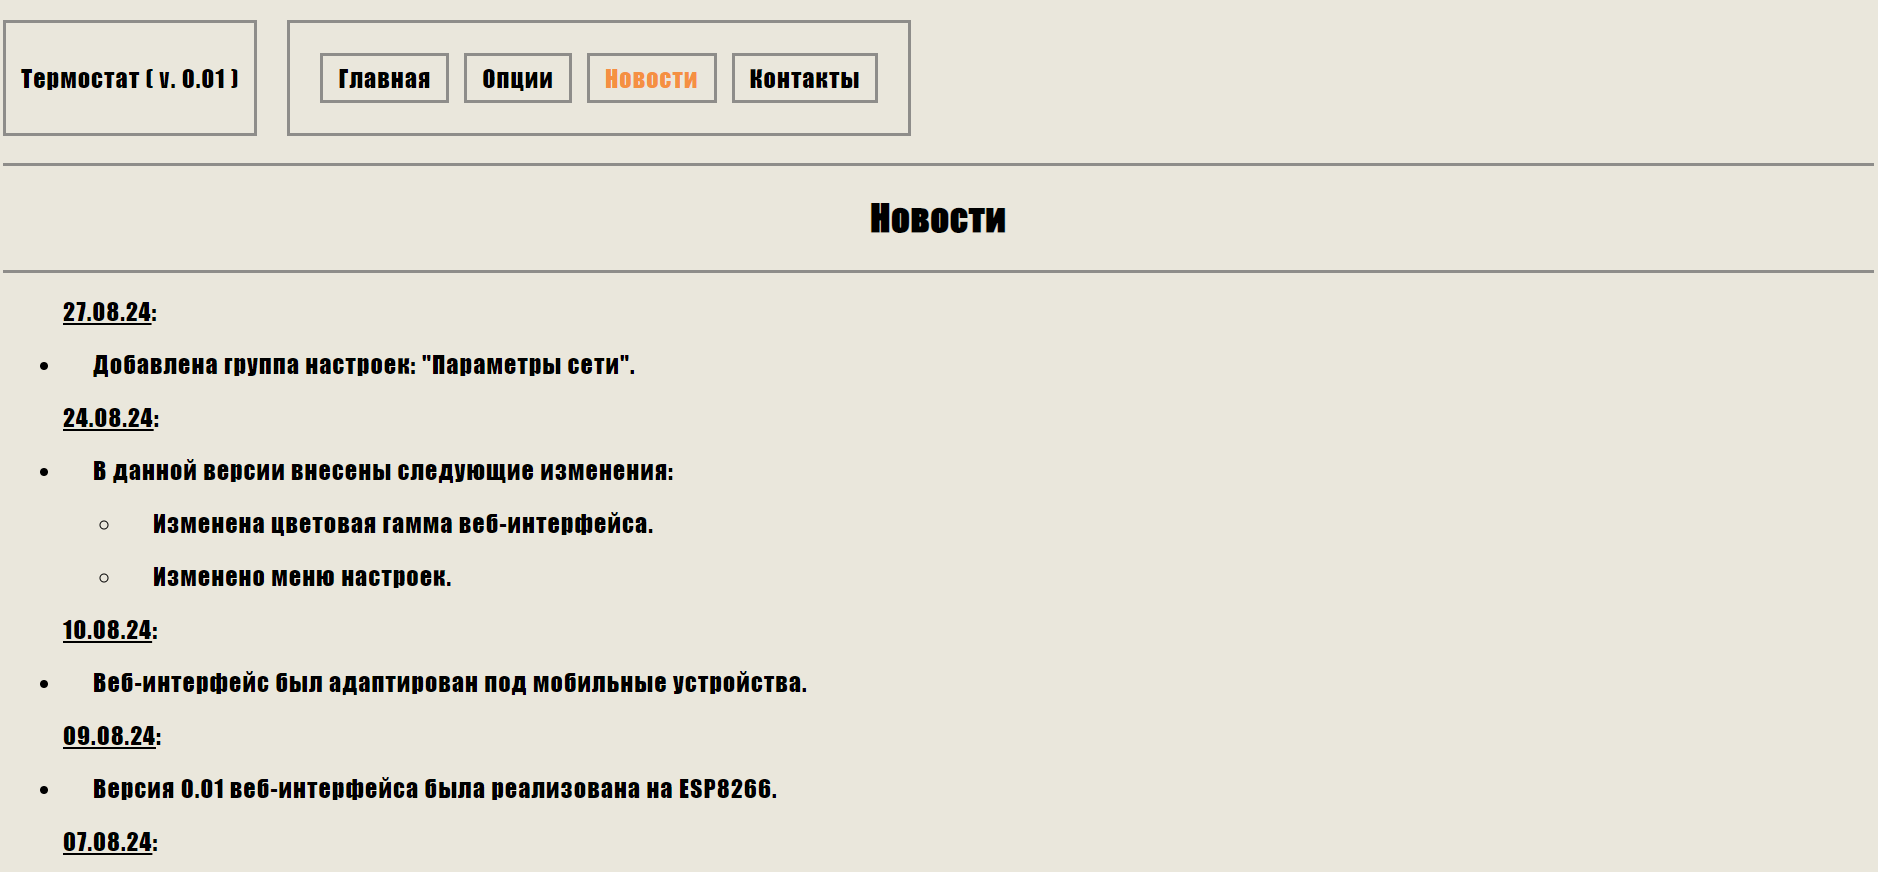 Термостат ( v. 0.01 )
Главная
Опции
Новости
Контакты
Новости
27.08.24:
Добавлена группа настроек: "Параметры сети".
24.08.24:
В данной версии внесены следующие изменения:
Изменена цветовая гамма веб-интерфейса.
Изменено меню настроек.
10.08.24:
Веб-интерфейс был адаптирован под мобильные устройства.
09.08.24:
Версия 0.01 веб-интерфейса была реализована на ESP8266.
07.08.24: